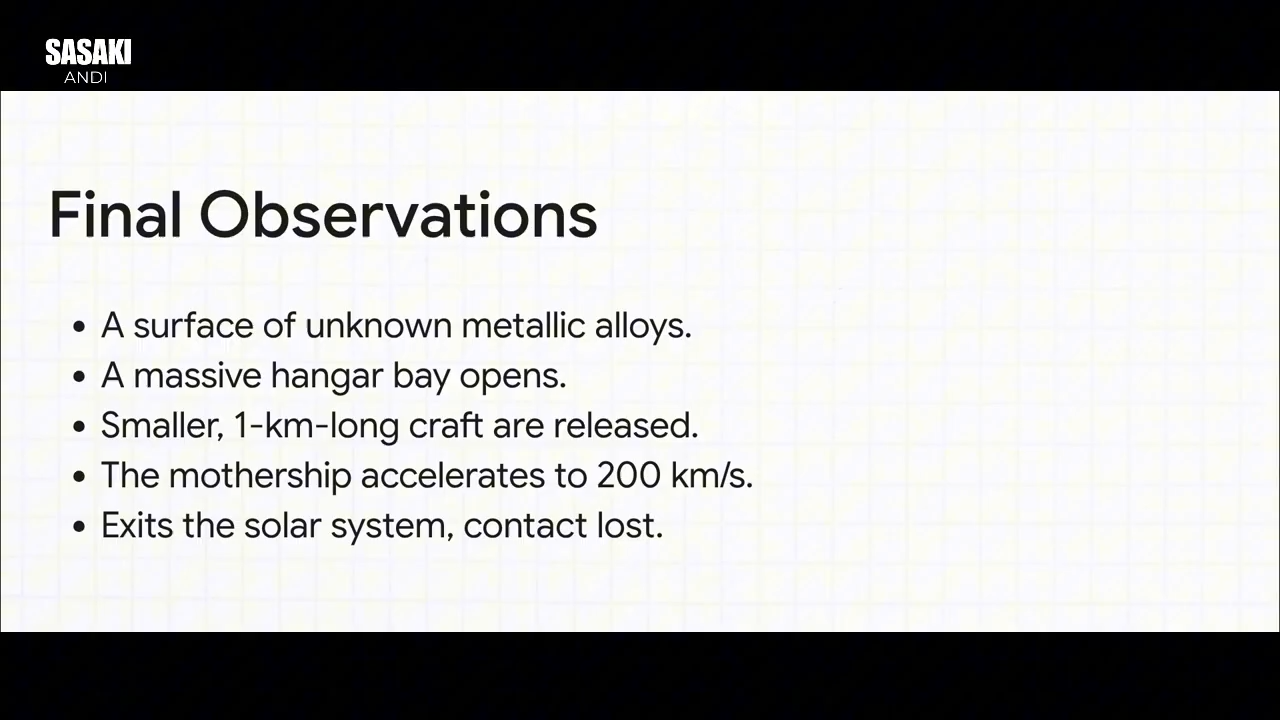 SASAKI
ANDI
Final Observations
• A surface of unknown metallic alloys.
• A massive hangar bay opens.
• Smaller, 1-km-long craft are released.
• The mothership accelerates to 200 km/s.
• Exits the solar system, contact lost.